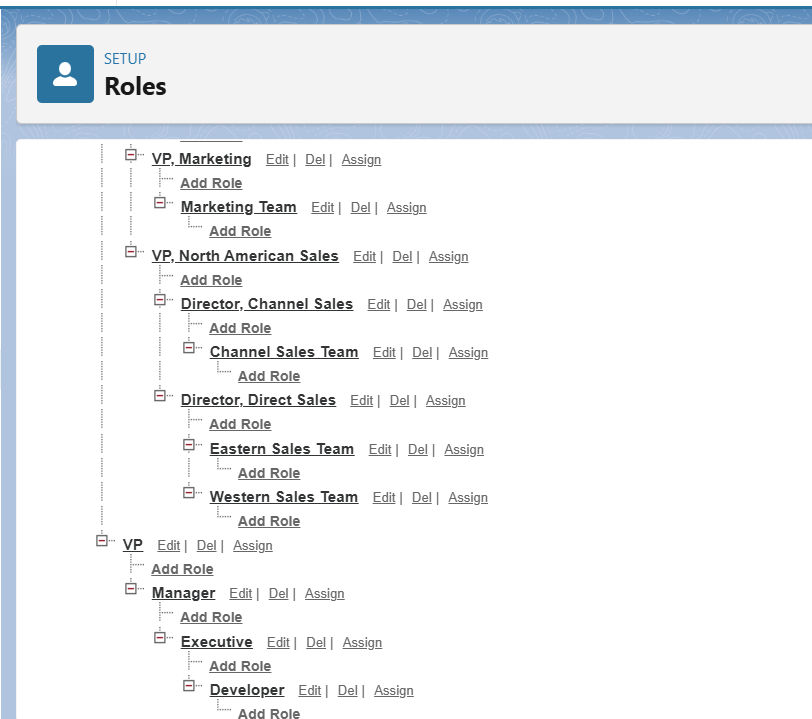 SETUP
Roles
VP, Marketing Edit | Del | Assign
Add Role
Marketing Team Edit | Del | Assign
Add Role
VP, North American Sales Edit | Del | Assign
Add Role
Director, Channel Sales Edit | Del | Assign
Add Role
Channel Sales Team Edit | Del | Assign
Add Role
Director, Direct Sales Edit | Del | Assign
Add Role
Eastern Sales Team Edit | Del | Assign
Add Role
Western Sales Team Edit | Del | Assign
Add Role
VP Edit | Del | Assign
Add Role
Manager Edit | Del | Assign
Add Role
Executive Edit | Del | Assign
Add Role
Developer Edit | Del | Assign
Add Role